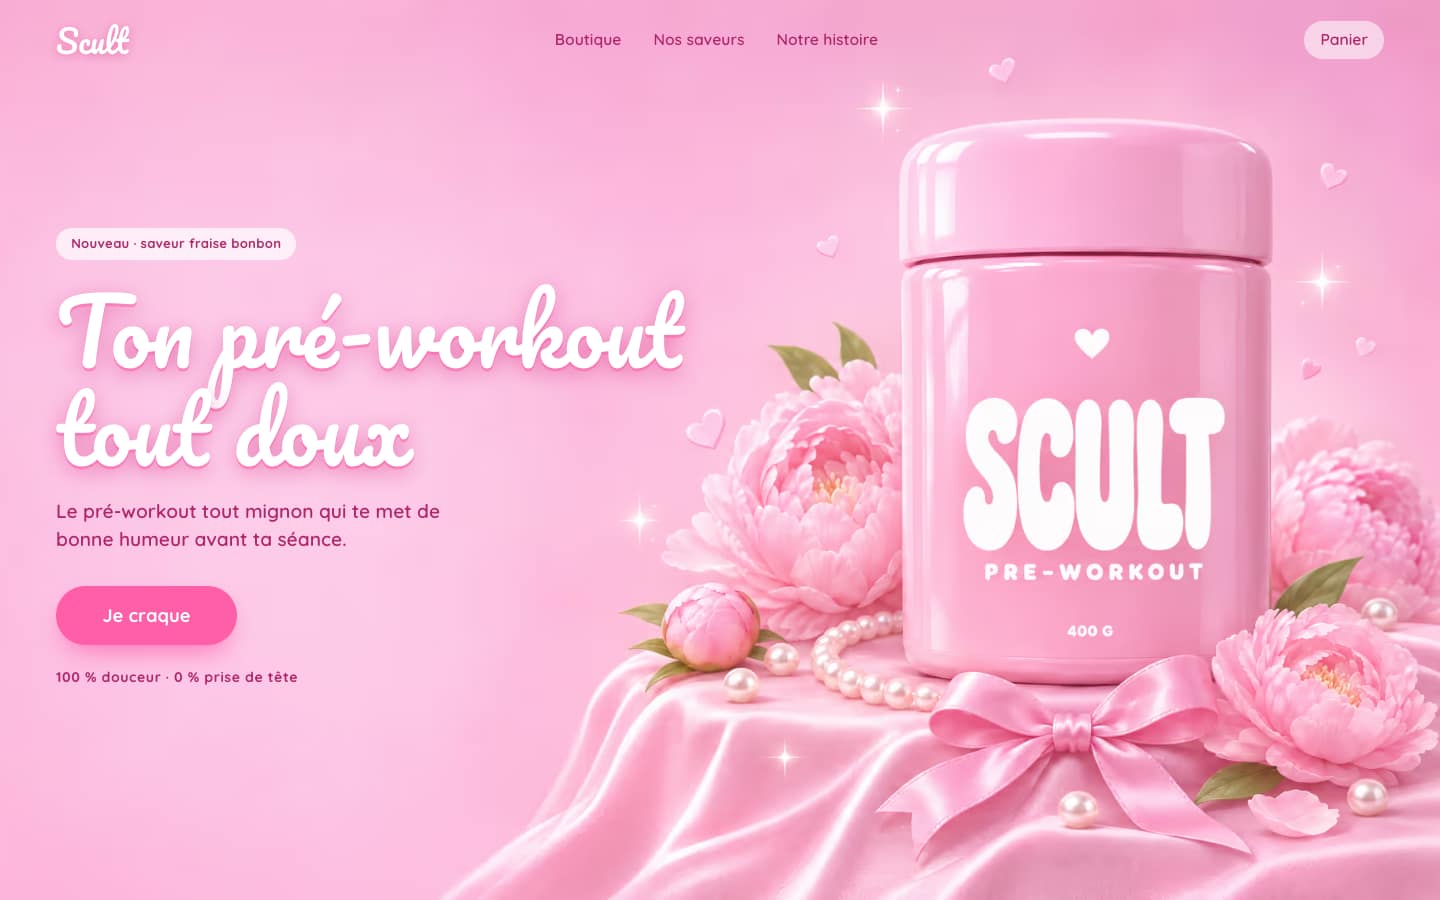 Scult
Boutique
Nos saveurs
Notre histoire
Panier
Nouveau · saveur fraise bonbon
Ton pré-workout
tout doux
Le pré-workout tout mignon qui te met de
bonne humeur avant ta séance.
Je craque
100 % douceur · 0 % prise de tête
SCULT
PRE-WORKOUT
400 G